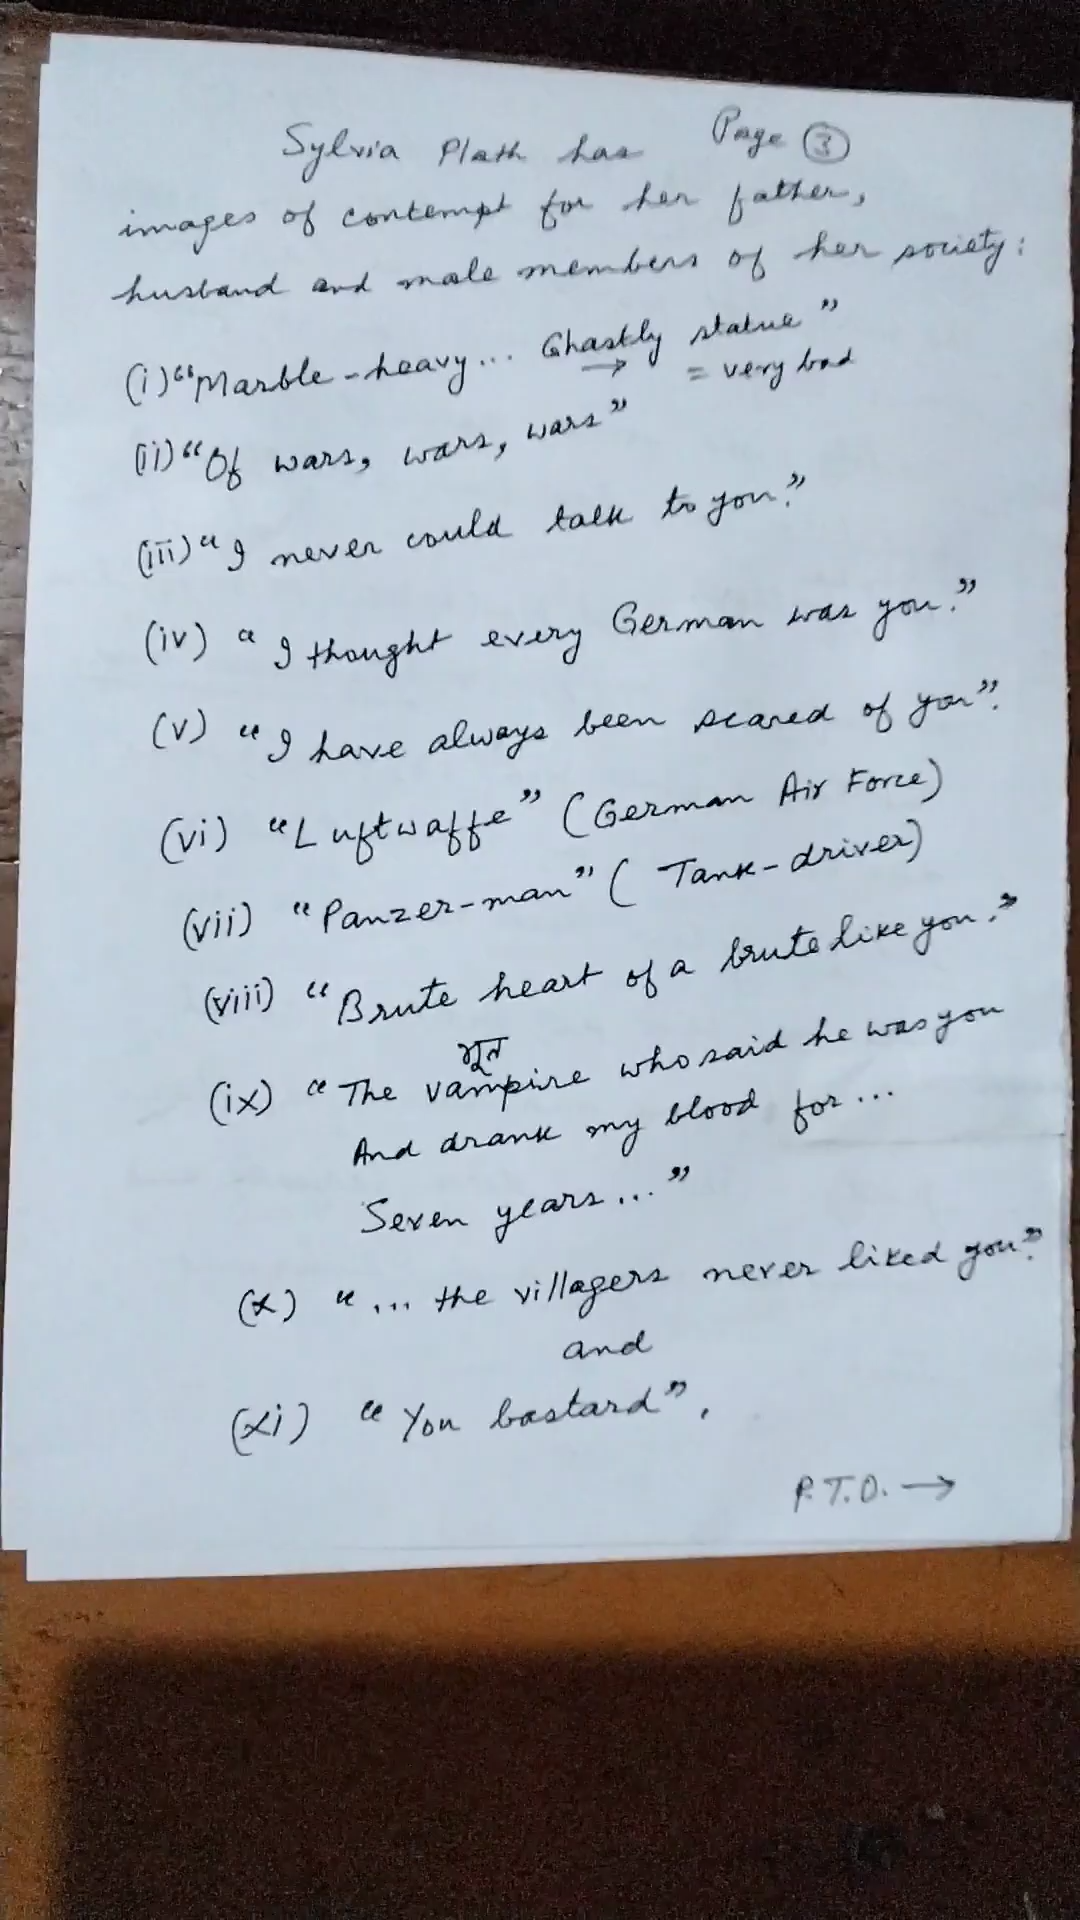 Page ③
Sylvia Plath has
images of contempt for her father,
husband and male members of her society:
(i) “Marble-heavy... Ghastly statue”
→ = very bad
(ii) “Of wars, wars, wars”
(iii) “I never could talk to you.”
(iv) “I thought every German was you.”
(v) “I have always been scared of you”.
(vi) “Luftwaffe” (German Air Force)
(vii) “Panzer-man” (Tank-driver)
(viii) “Brute heart of a brute like you.”
(ix) “The vampire who said he was you
And drank my blood for...
Seven years...”
(x) “... the villagers never liked you.”
and
(xi) “You bastard”.
P.T.O. →